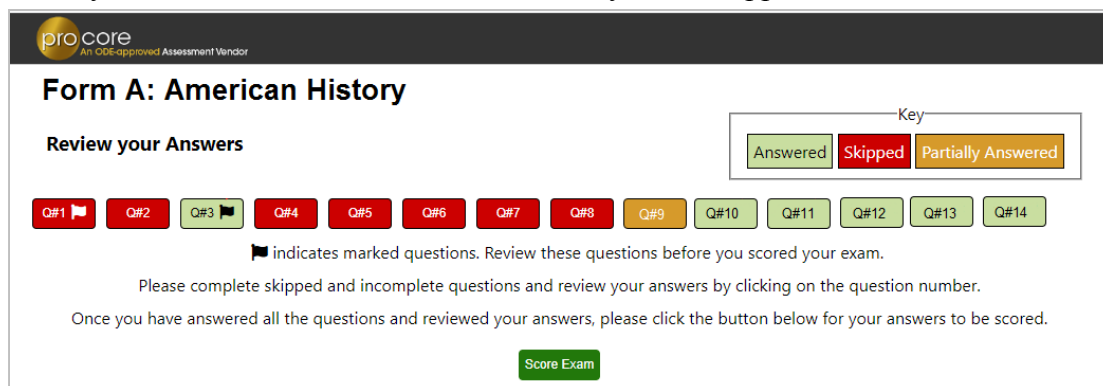 procore
An ODE-approved Assessment Vendor
Form A: American History
Key
Review your Answers
Answered Skipped Partially Answered
Q#1 Q#2 Q#3 Q#4 Q#5 Q#6 Q#7 Q#8 Q#9 Q#10 Q#11 Q#12 Q#13 Q#14
indicates marked questions. Review these questions before you scored your exam.
Please complete skipped and incomplete questions and review your answers by clicking on the question number.
Once you have answered all the questions and reviewed your answers, please click the button below for your answers to be scored.
Score Exam